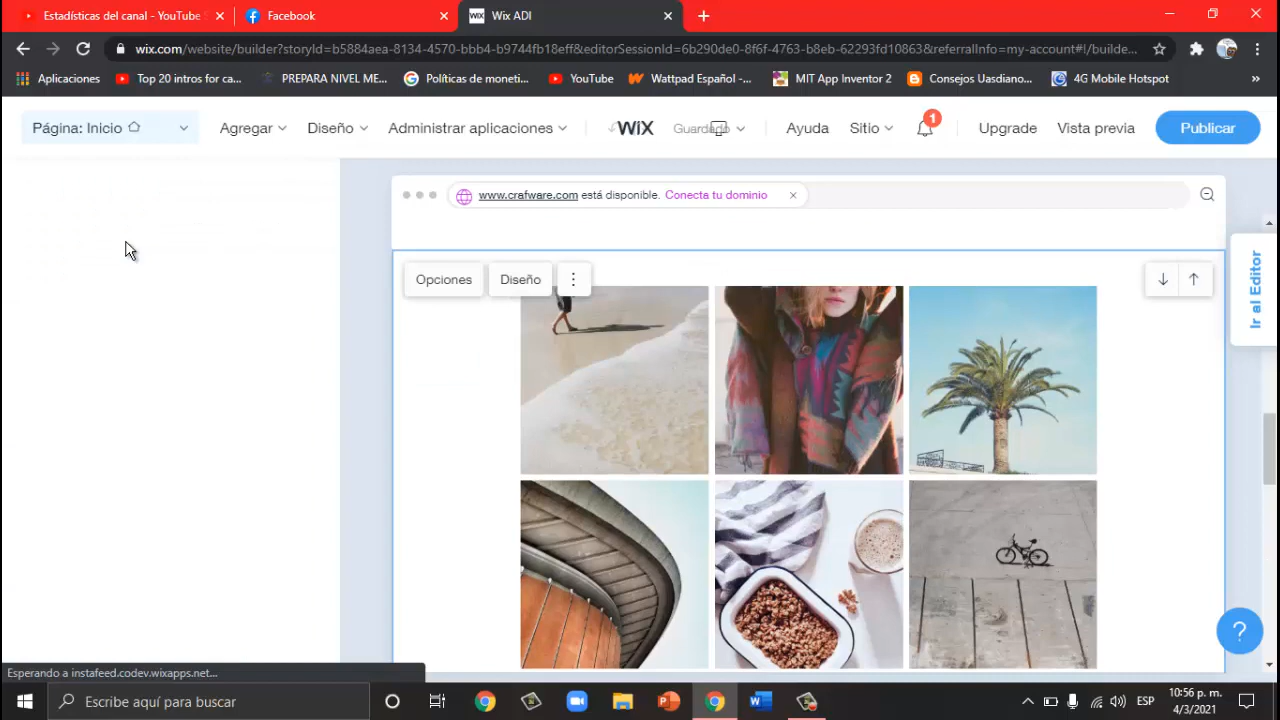 Estadísticas del canal - YouTube
Facebook
WiX
Wix ADI
wix.com/website/builder?storyId=b5884aea-8134-4570-bbb4-b9744fb18eff&editorSessionId=6b290de0-8f6f-4763-b8eb-62293fd10863&referralInfo=my-account#!/builde...
Aplicaciones
Top 20 intros for ca...
PREPARA NIVEL ME...
Políticas de moneti...
YouTube
Wattpad Español -...
MIT App Inventor 2
Consejos Uasdiano...
4G Mobile Hotspot
»
Página: Inicio
Agregar
Diseño
Administrar aplicaciones
WiX
Guardado
Ayuda
Sitio
1
Upgrade
Vista previa
Publicar
www.crafware.com está disponible. Conecta tu dominio
Opciones
Diseño
Ir al Editor
?
Esperando a instafeed.codev.wixapps.net...
Escribe aquí para buscar
ESP
10:56 p. m.
4/3/2021